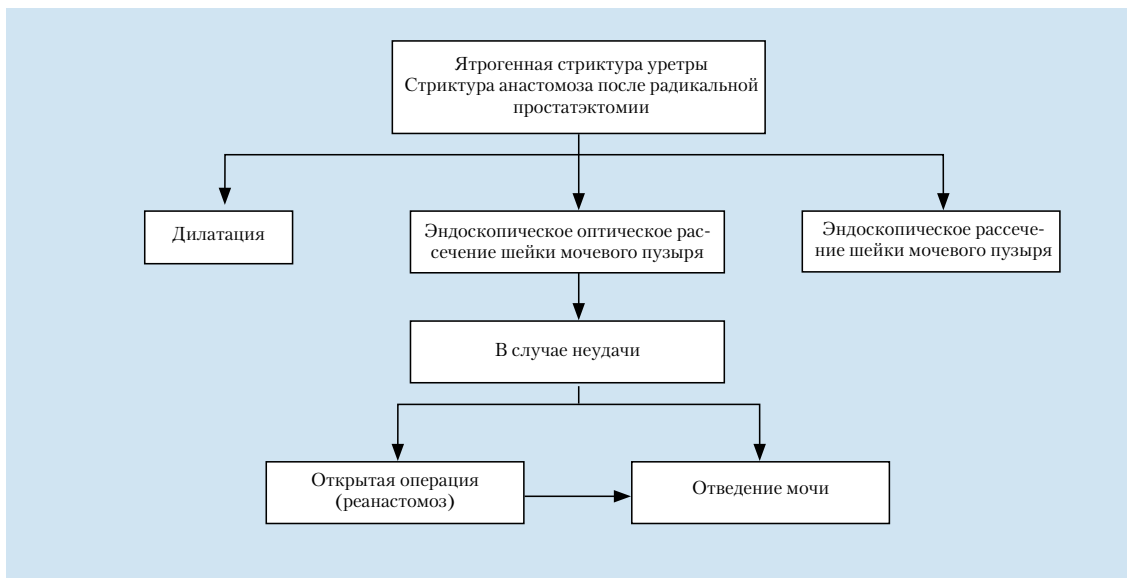 Ятрогенная стриктура уретры
Стриктура анастомоза после радикальной
простатэктомии
Дилатация
Эндоскопическое оптическое рас-
сечение шейки мочевого пузыря
Эндоскопическое рассече-
ние шейки мочевого пузыря
В случае неудачи
Открытая операция
(реанастомоз)
Отведение мочи